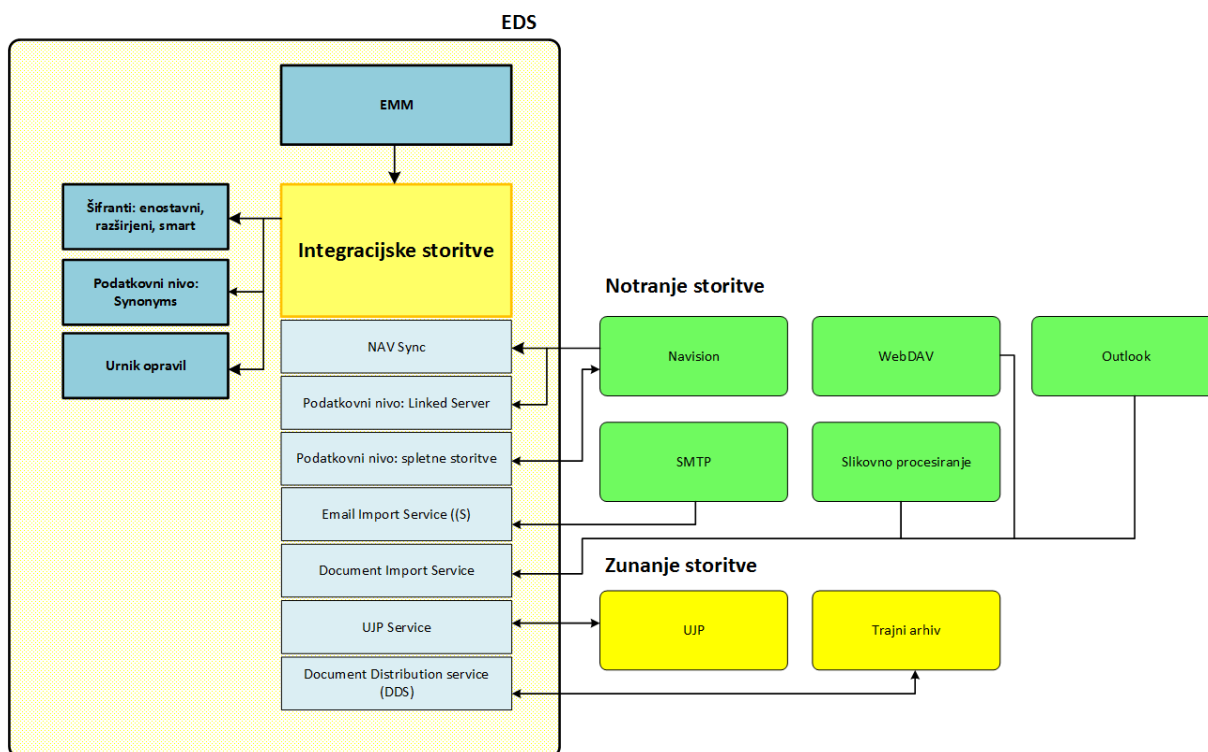 EDS
EMM
Šifranti: enostavni,
razširjeni, smart
Podatkovni nivo:
Synonyms
Urnik opravil
Integracijske storitve
NAV Sync
Podatkovni nivo: Linked Server
Podatkovni nivo: spletne storitve
Email Import Service ((S)
Document Import Service
UJP Service
Document Distribution service
(DDS)
Notranje storitve
Navision
WebDAV
Outlook
SMTP
Slikovno procesiranje
Zunanje storitve
UJP
Trajni arhiv